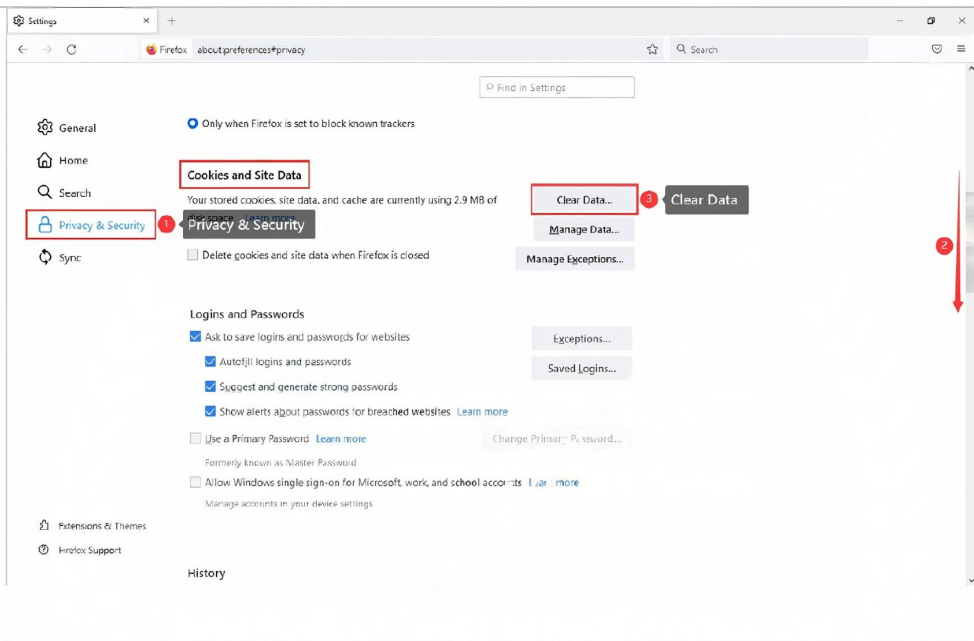 Settings
Firefox about:preferences#privacy
Search
Find in Settings
General
Home
Search
Privacy & Security
Sync
Extensions & Themes
Firefox Support
Only when Firefox is set to block known trackers
Cookies and Site Data
Your stored cookies, site data, and cache are currently using 2.9 MB of
disk space Learn more
1 Privacy & Security
Clear Data...
3 Clear Data
Manage Data...
2
Delete cookies and site data when Firefox is closed
Manage Exceptions...
Logins and Passwords
Ask to save logins and passwords for websites
Exceptions...
Autofill logins and passwords
Saved Logins...
Suggest and generate strong passwords
Show alerts about passwords for breached websites Learn more
Use a Primary Password Learn more
Change Primary Password...
Formerly known as Master Password
Allow Windows single sign-on for Microsoft, work, and school accounts Learn more
Manage accounts in your device settings
History